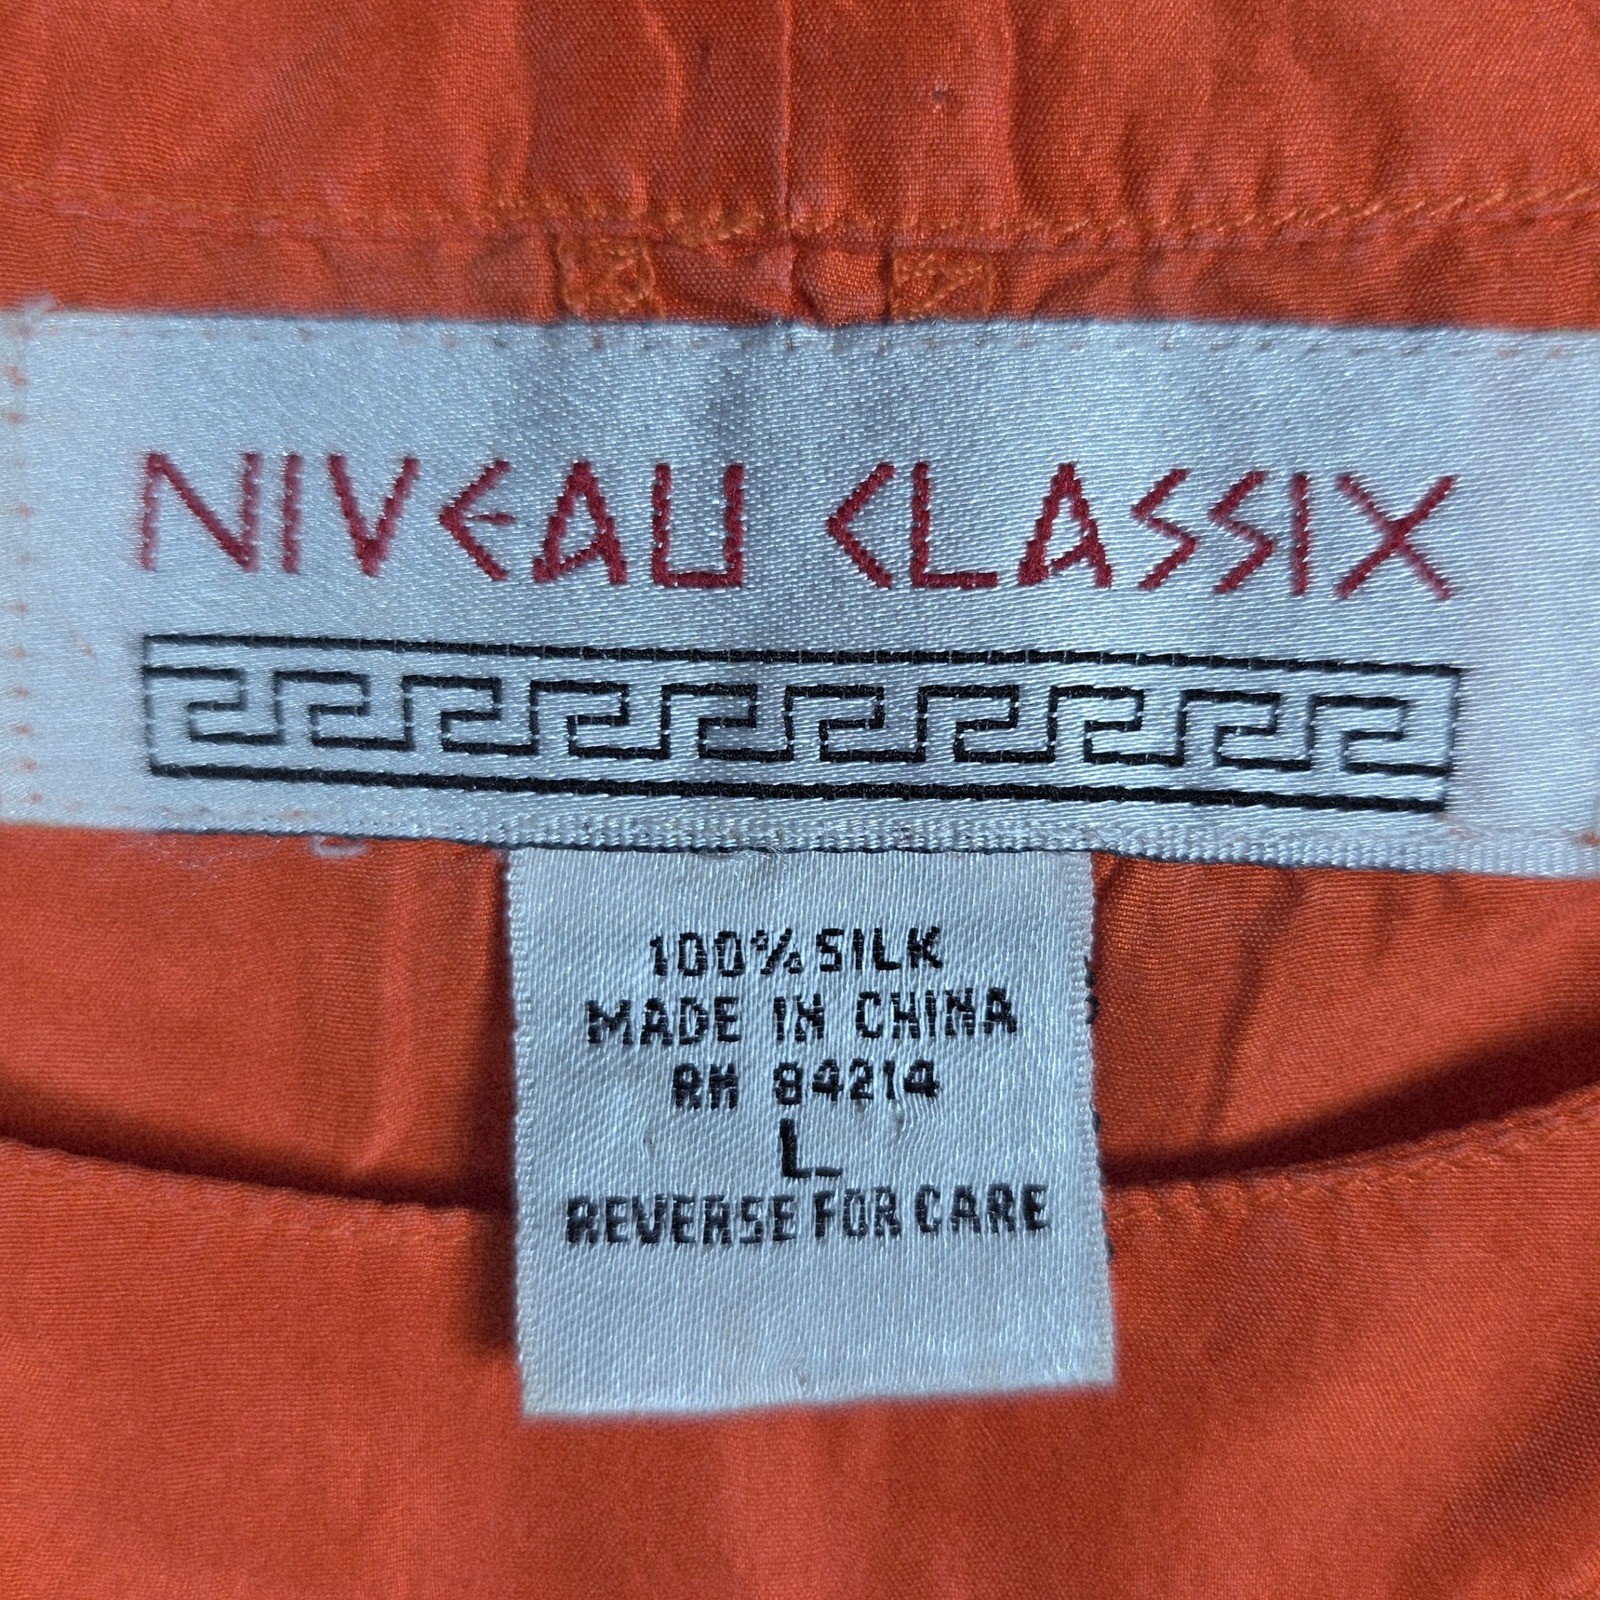 NIVEAU CLASSIX
100% SILK
MADE IN CHINA
RN 84214
L
REVERSE FOR CARE